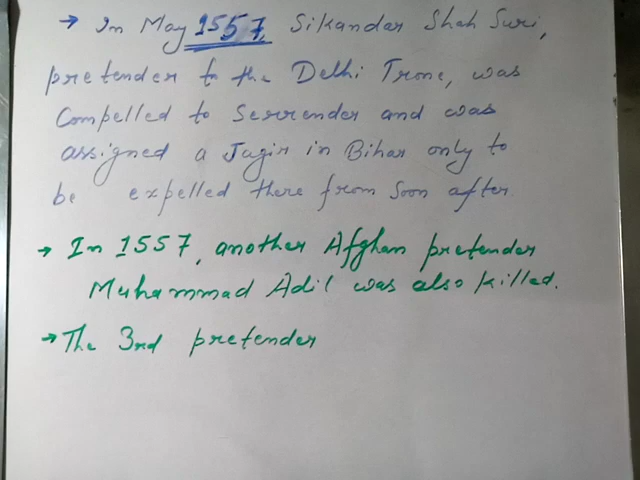 → In May 1557, Sikandar Shah Suri,
pretender to the Delhi Trone, was
Compelled to Serrender and was
assigned a Jagir in Bihar only to
be expelled there from Soon after.
→ In 1557, another Afghan pretender
Muhammad Adil was also killed.
→ The 3rd pretender